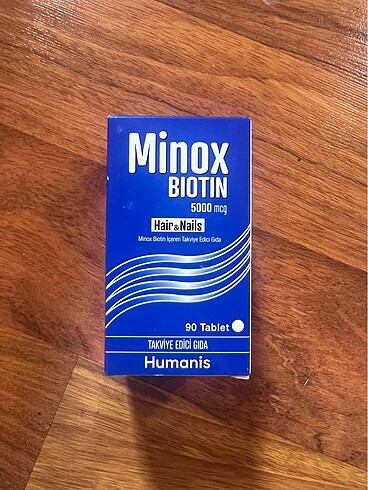 Minox
BIOTIN
5000 mcg
Hair&Nails
Minox Biotin İçeren Takviye Edici Gıda
90 Tablet
TAKVİYE EDİCİ GIDA
Humanis